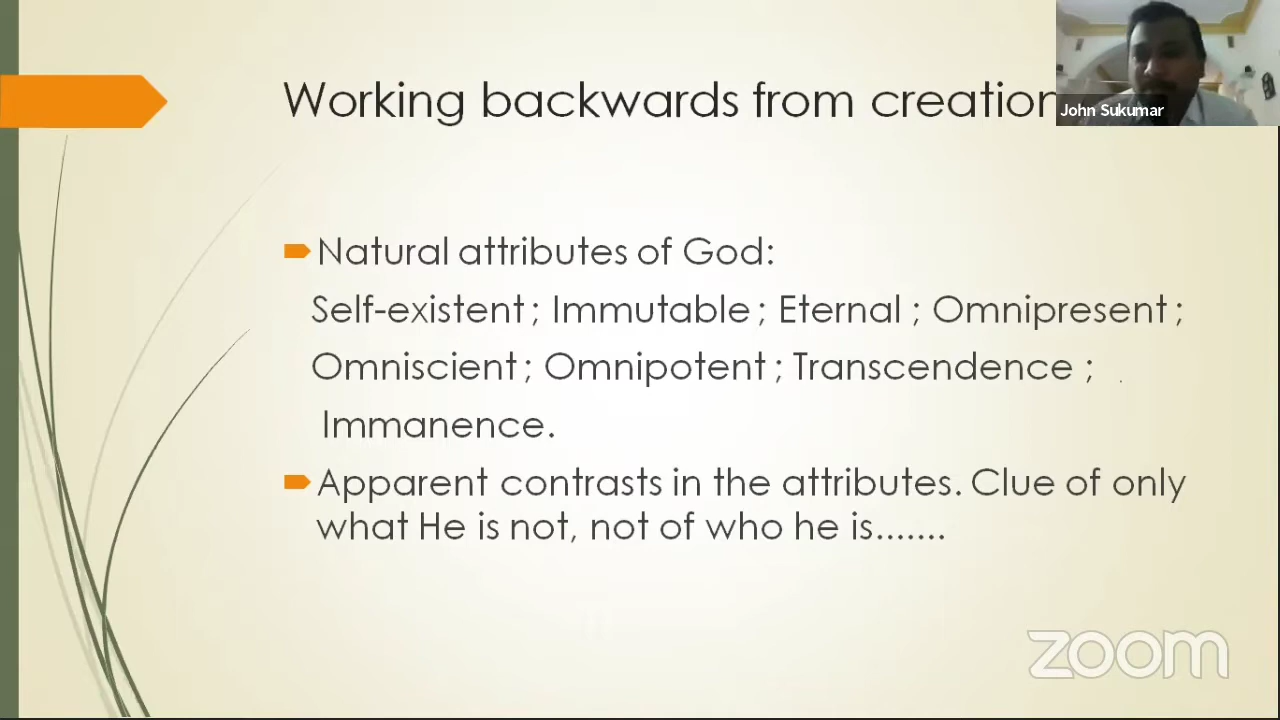 Working backwards from creation
John Sukumar
Natural attributes of God:
Self-existent ; Immutable ; Eternal ; Omnipresent ;
Omniscient ; Omnipotent ; Transcendence ;
Immanence.
Apparent contrasts in the attributes. Clue of only
what He is not, not of who he is.......
zoom